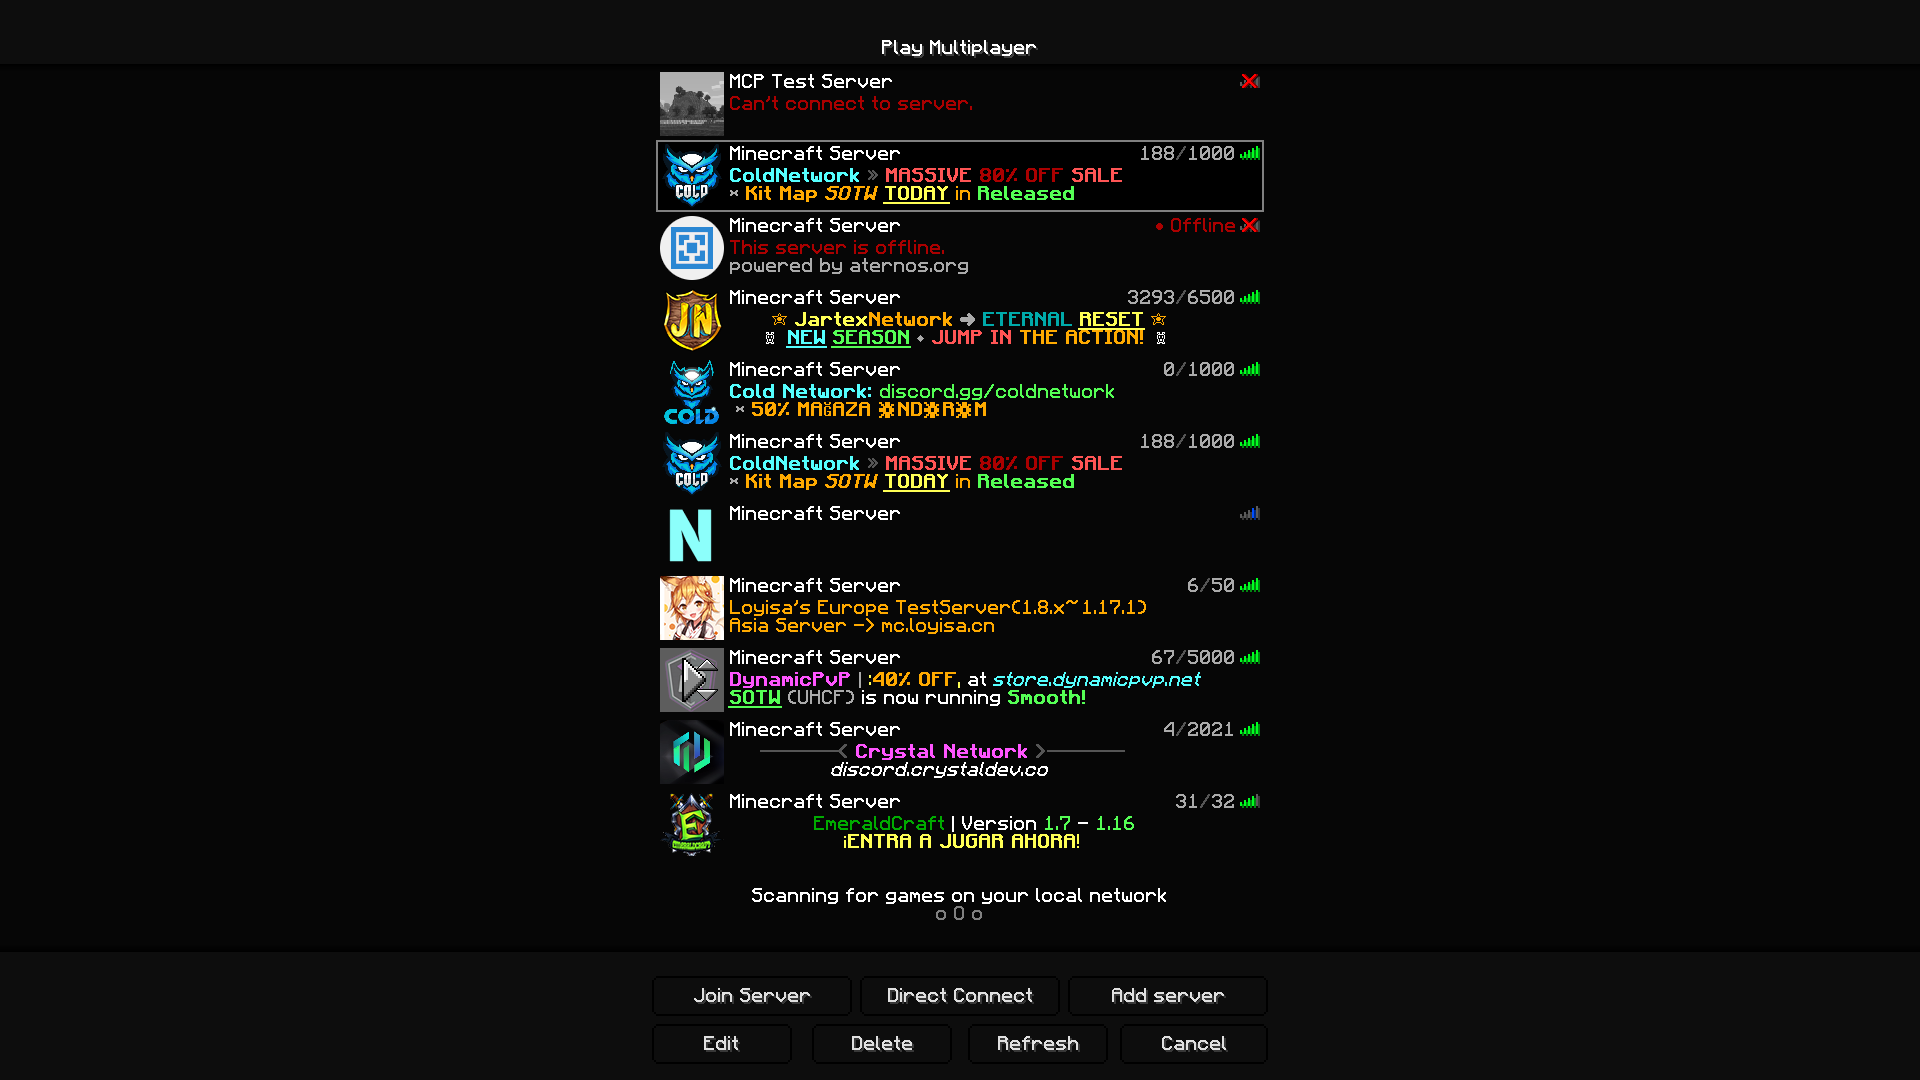 Play Multiplayer
MCP Test Server
Can't connect to server.
Minecraft Server 188/1000
COLD
ColdNetwork » MASSIVE 80% OFF SALE
× Kit Map SOTW TODAY in Released
Minecraft Server • Offline
This server is offline.
powered by aternos.org
Minecraft Server 3293/6500
JN
JartexNetwork ➜ ETERNAL RESET
NEW SEASON • JUMP IN THE ACTION!
Minecraft Server 0/1000
Cold Network: discord.gg/coldnetwork
COLD
× 50%
Minecraft Server 188/1000
COLD
ColdNetwork » MASSIVE 80% OFF SALE
× Kit Map SOTW TODAY in Released
Minecraft Server
N
Minecraft Server 6/50
Loyisa's Europe TestServer(1.8.x~1.17.1)
Asia Server -> mc.loyisa.cn
Minecraft Server 67/5000
DynamicPvP | :40% OFF, at store.dynamicpvp.net
SOTW (UHCF) is now running Smooth!
Minecraft Server 4/2021
< Crystal Network >
discord.crystaldev.co
Minecraft Server 31/32
E
EMERALDCRAFT
EmeraldCraft | Version 1.7 - 1.16
¡ENTRA A JUGAR AHORA!
Scanning for games on your local network
o O o
Join Server Direct Connect Add server
Edit Delete Refresh Cancel